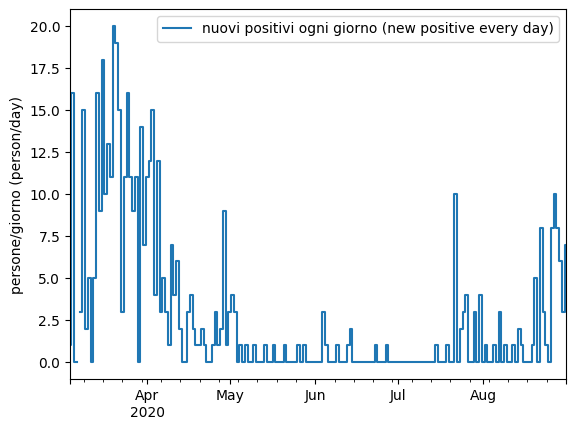 nuovi positivi ogni giorno (new positive every day)
persone/giorno (person/day)
20.0
17.5
15.0
12.5
10.0
7.5
5.0
2.5
0.0
Apr
2020
May
Jun
Jul
Aug